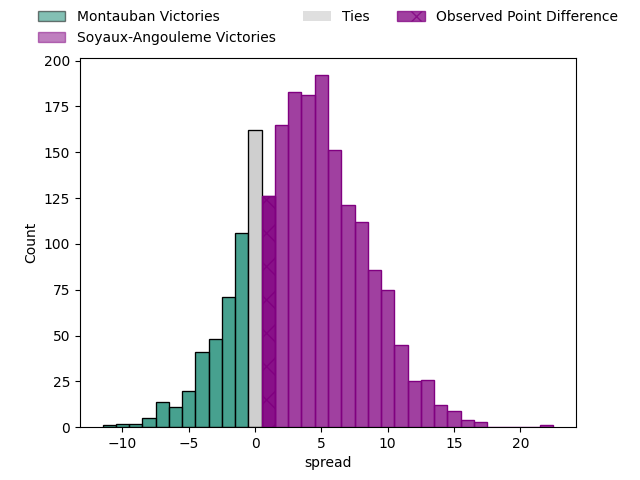 Montauban Victories
Soyaux-Angouleme Victories
Ties
Observed Point Difference
200
175
150
125
100
75
50
25
0
Count
−10 −5 0 5 10 15 20
spread